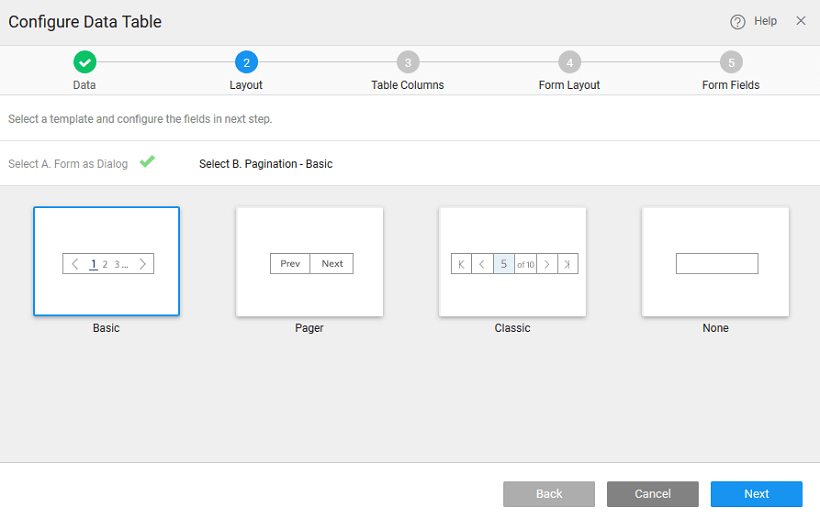 Configure Data Table
? Help ×
2 3 4 5
Data Layout Table Columns Form Layout Form Fields
Select a template and configure the fields in next step.
Select A. Form as Dialog Select B. Pagination - Basic
< 1 2 3 ... >
Prev Next
K < 5 of 10 > >|
Basic Pager Classic None
Back Cancel Next